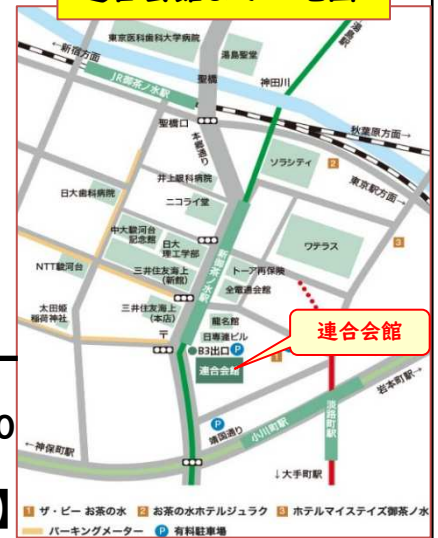 東京医科歯科大学病院
湯島聖堂
湯島駅
←新宿方面
JR御茶ノ水駅
聖橋
神田川
聖橋口
本郷通り
秋葉原方面→
ソラシティ
2
東京駅方面→
井上眼科病院
日大歯科病院
ニコライ堂
中大駿河台
記念館
日大
理工学部
ワテラス
3
新御茶ノ水駅
NTT駿河台
三井住友海上
(新館)
トーア再保険
全電通会館
太田姫
稲荷神社
三井住友海上
(本店)
龍名館
日専連ビル
連合会館
〒
B3出口
P
1
連合会館
淡路町駅
岩本町駅→
P
靖国通り
小川町駅
←神保町駅
↓大手町駅
0
】
1 ザ・ビー お茶の水 2 お茶の水ホテルジュラク 3 ホテルマイステイズ御茶ノ水
パーキングメーター P 有料駐車場